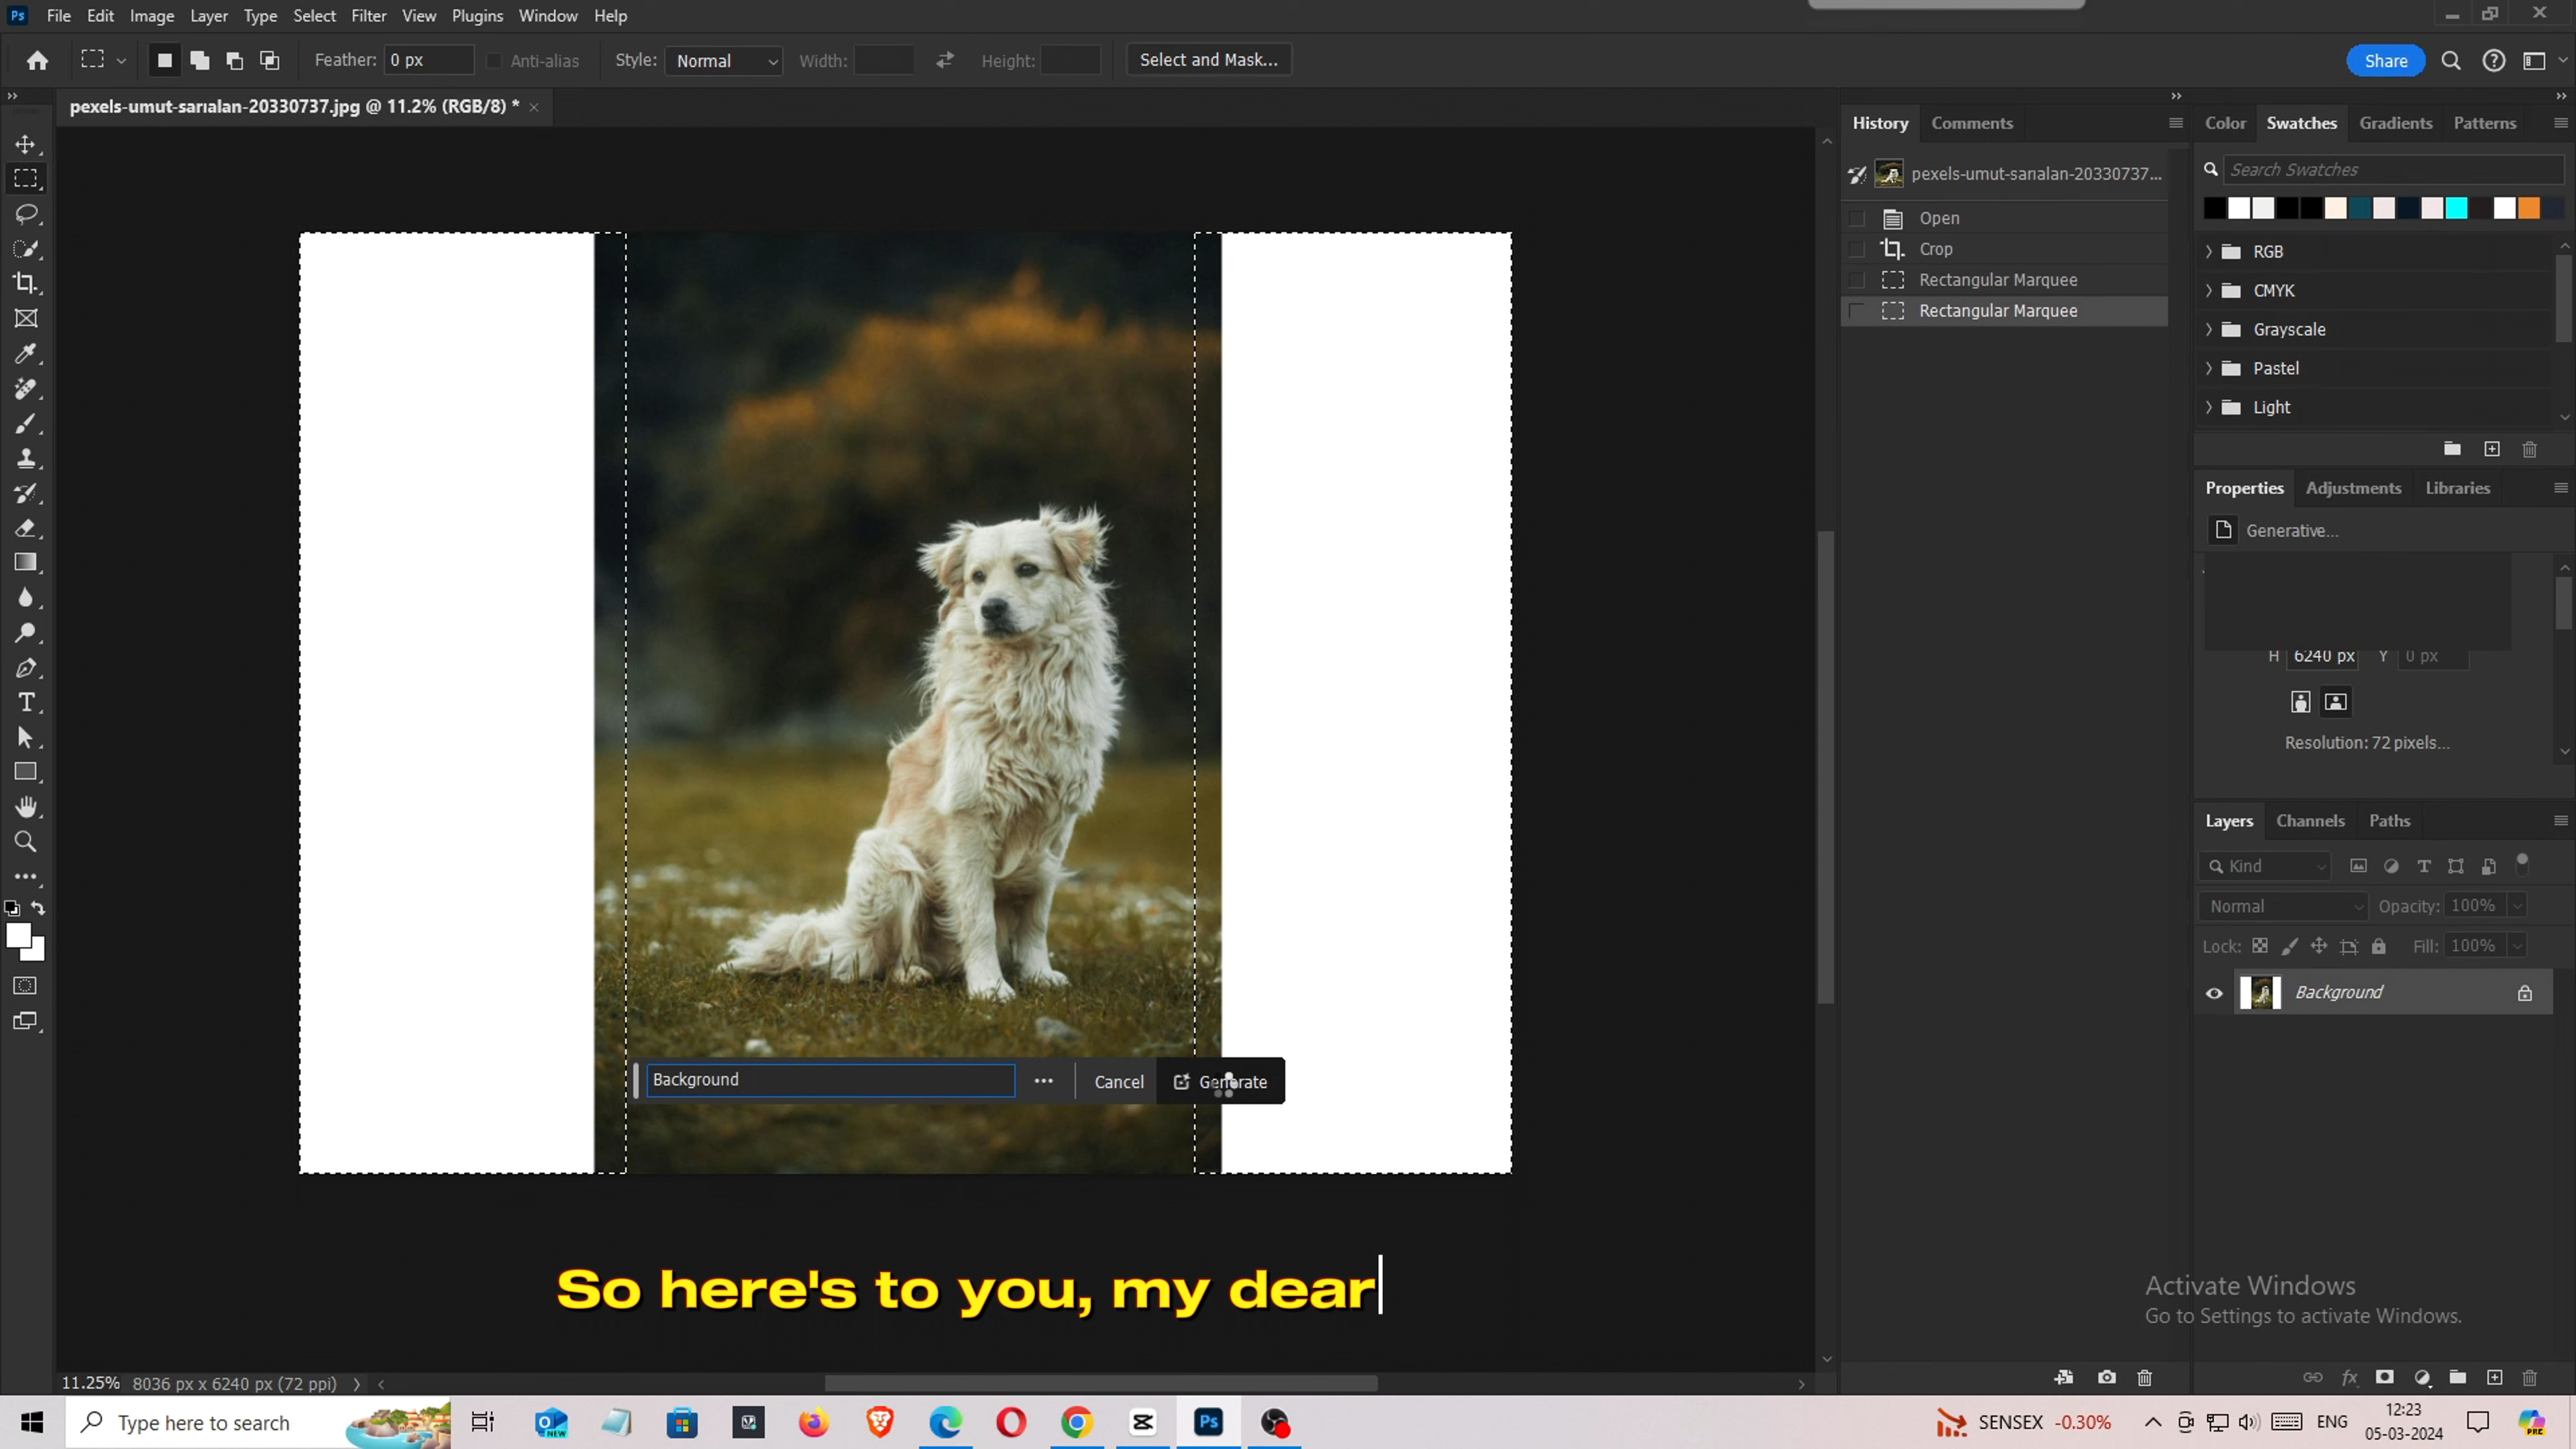 Ps File Edit Image Layer Type Select Filter View Plugins Window Help
Feather: 0 px Anti-alias Style: Normal Width: Height: Select and Mask... Share
pexels-umut-sarıalan-20330737.jpg @ 11.2% (RGB/8) *
History Comments
pexels-umut-sarıalan-20330737...
Open
Crop
Rectangular Marquee
Rectangular Marquee
Color Swatches Gradients Patterns
Search Swatches
RGB
CMYK
Grayscale
Pastel
Light
Properties Adjustments Libraries
Generative...
H 6240 px Y 0 px
Resolution: 72 pixels...
Layers Channels Paths
Kind
Normal Opacity: 100%
Lock: Fill: 100%
Background
Background Cancel Generate
So here's to you, my dear
Activate Windows
Go to Settings to activate Windows.
11.25% 8036 px x 6240 px (72 ppi)
Type here to search
NEW
Ps
SENSEX -0.30%
ENG
12:23
05-03-2024
PRE